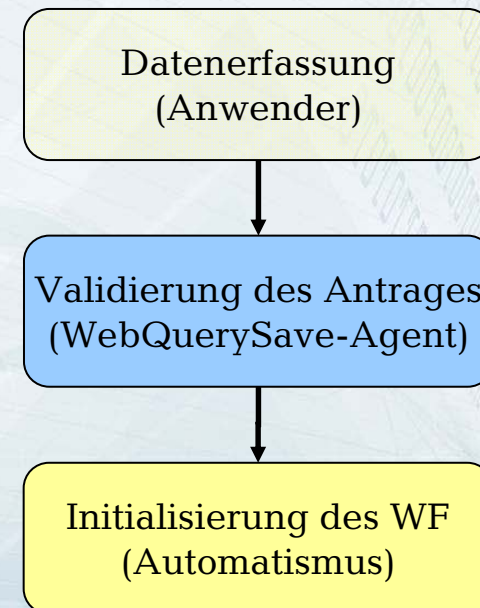 Datenerfassung
(Anwender)
Validierung des Antrages
(WebQuerySave-Agent)
Initialisierung des WF
(Automatismus)